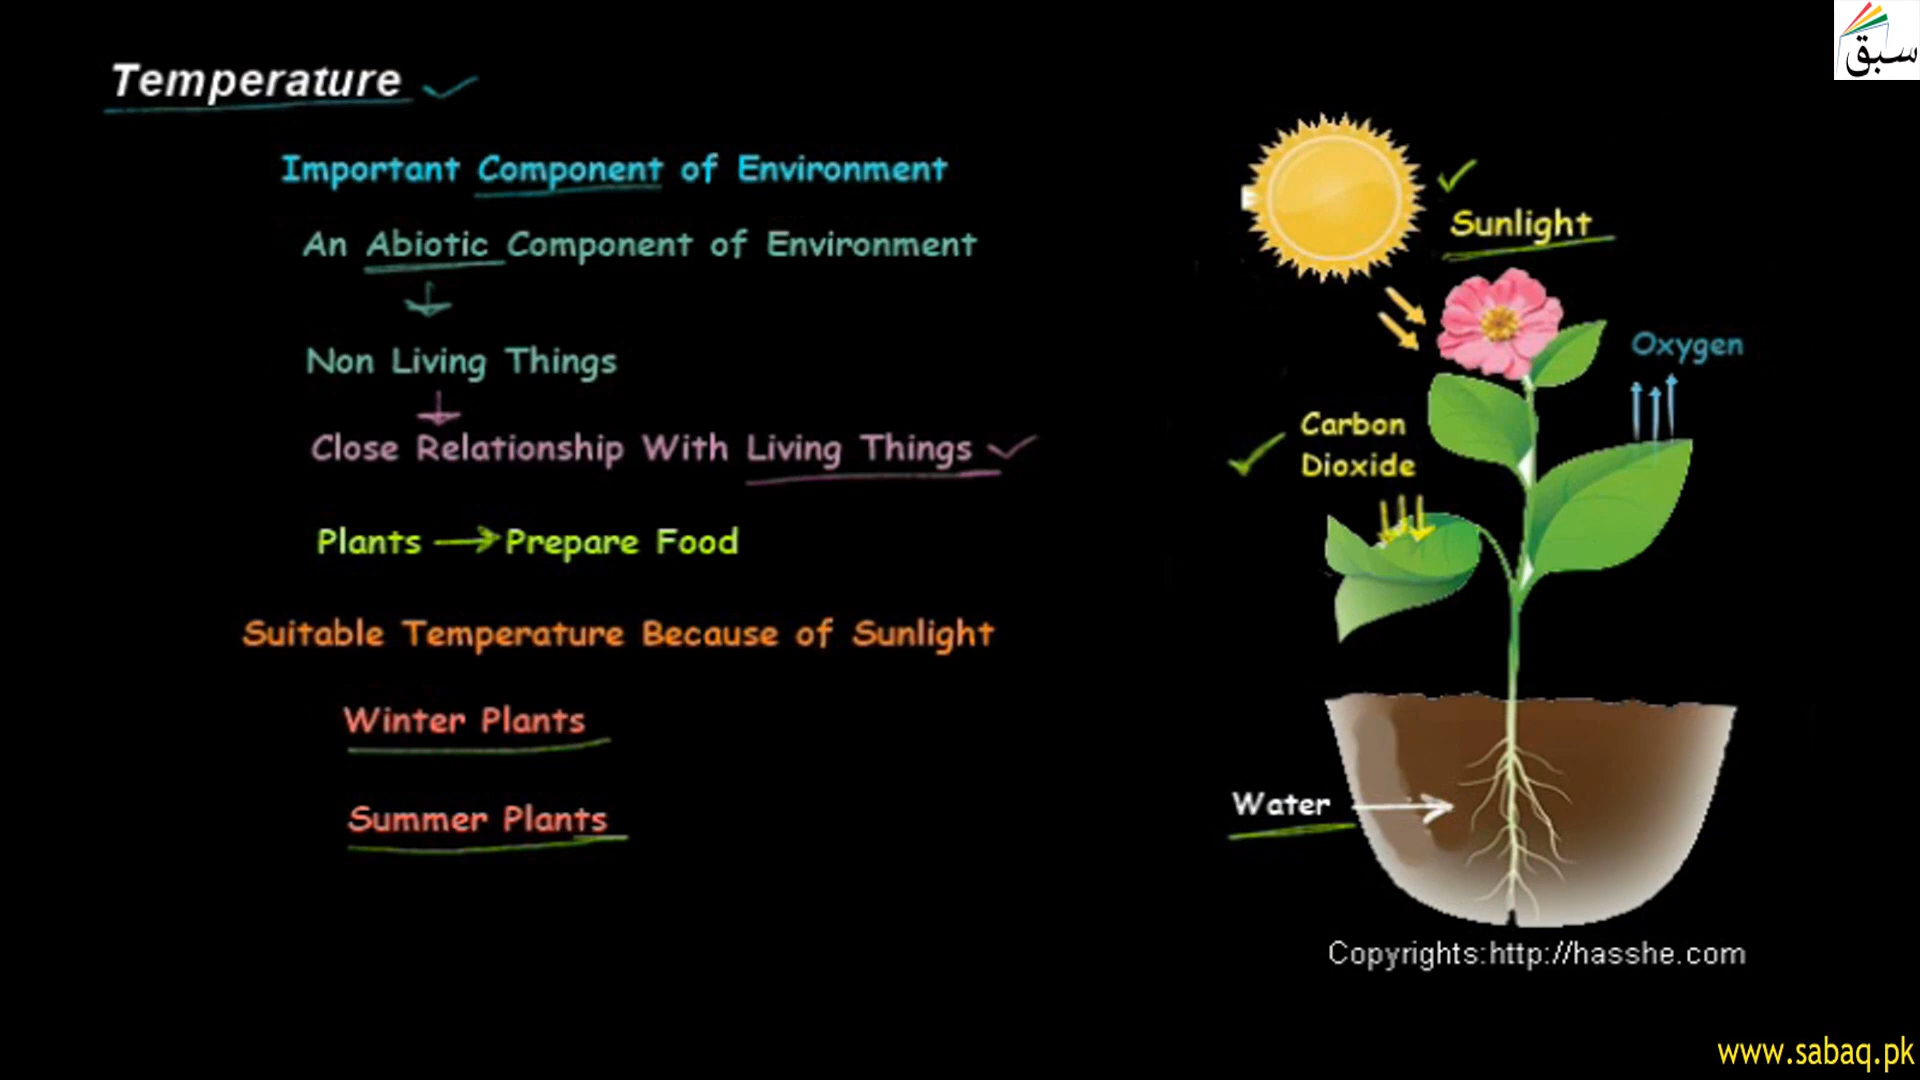 سبق
Temperature
Important Component of Environment
An Abiotic Component of Environment
Non Living Things
Close Relationship With Living Things
Plants → Prepare Food
Suitable Temperature Because of Sunlight
Winter Plants
Summer Plants
Sunlight
Oxygen
Carbon
Dioxide
Water
Copyrights:http://hasshe.com
www.sabaq.pk